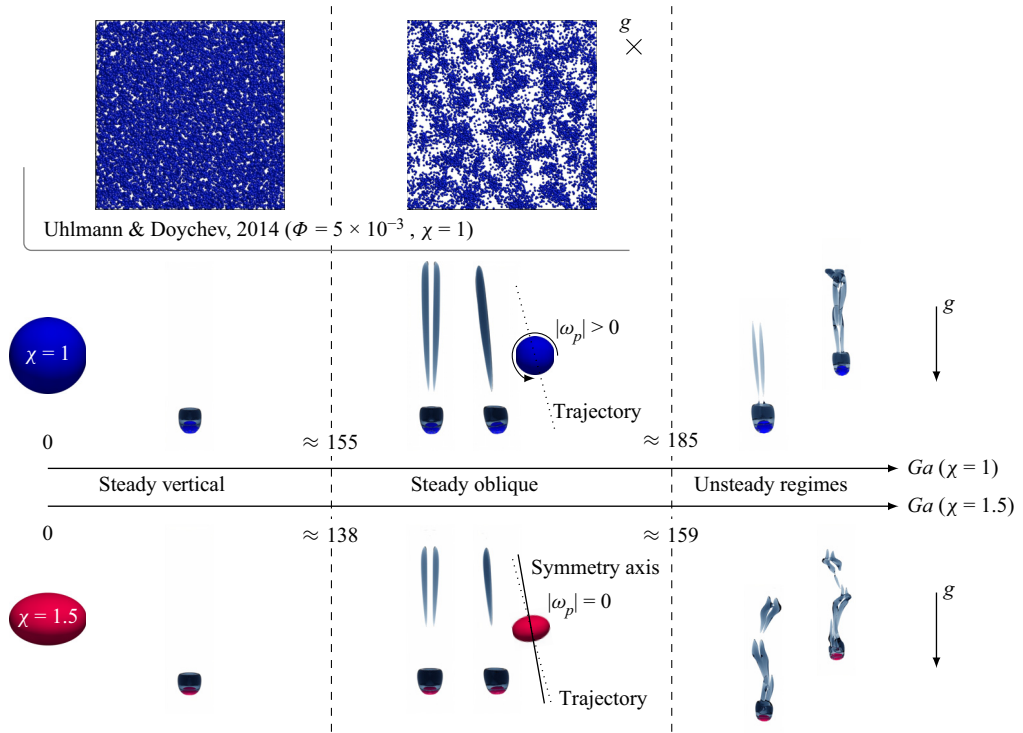 g
×
Uhlmann & Doychev, 2014 (Φ = 5 × 10⁻³ , χ = 1)
χ = 1
|ωₚ| > 0
g
Trajectory
0
≈ 155
≈ 185
Ga (χ = 1)
Steady vertical
Steady oblique
Unsteady regimes
Ga (χ = 1.5)
0
≈ 138
≈ 159
Symmetry axis
|ωₚ| = 0
g
χ = 1.5
Trajectory